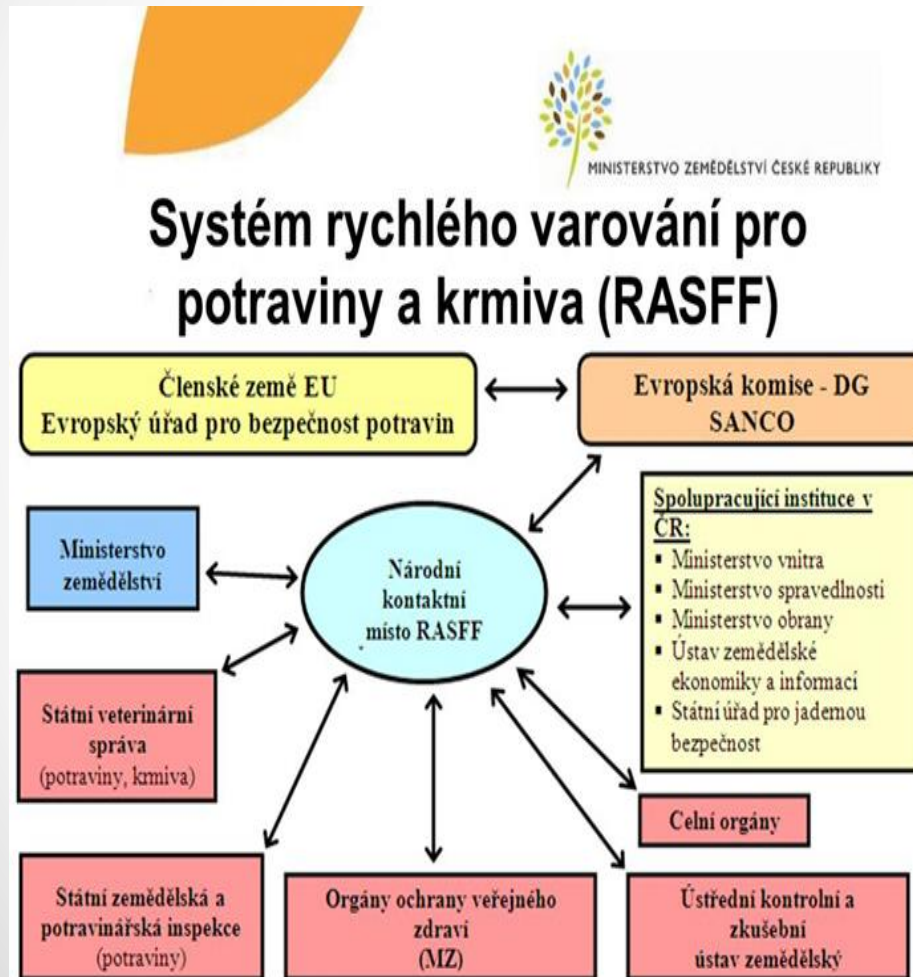 MINISTERSTVO ZEMĚDĚLSTVÍ ČESKÉ REPUBLIKY
Systém rychlého varování pro
potraviny a krmiva (RASFF)
Členské země EU
Evropský úřad pro bezpečnost potravin
Evropská komise - DG
SANCO
Ministerstvo
zemědělství
Národní
kontaktní
místo RASFF
Spolupracující instituce v
ČR:
▪ Ministerstvo vnitra
▪ Ministerstvo spravedlnosti
▪ Ministerstvo obrany
▪ Ústav zemědělské
ekonomiky a informací
▪ Státní úřad pro jadernou
bezpečnost
Státní veterinární
správa
(potraviny, krmiva)
Celní orgány
Státní zemědělská a
potravinářská inspekce
(potraviny)
Orgány ochrany veřejného
zdraví
(MZ)
Ústřední kontrolní a
zkušební
ústav zemědělský